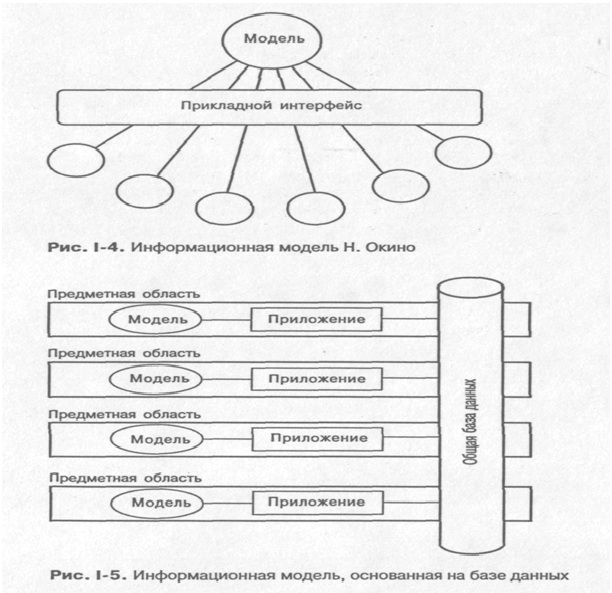 Модель
Прикладной интерфейс
Рис. I-4. Информационная модель Н. Окино
Предметная область
Модель
Приложение
Предметная область
Модель
Приложение
Предметная область
Модель
Приложение
Предметная область
Модель
Приложение
Общая база данных
Рис. I-5. Информационная модель, основанная на базе данных